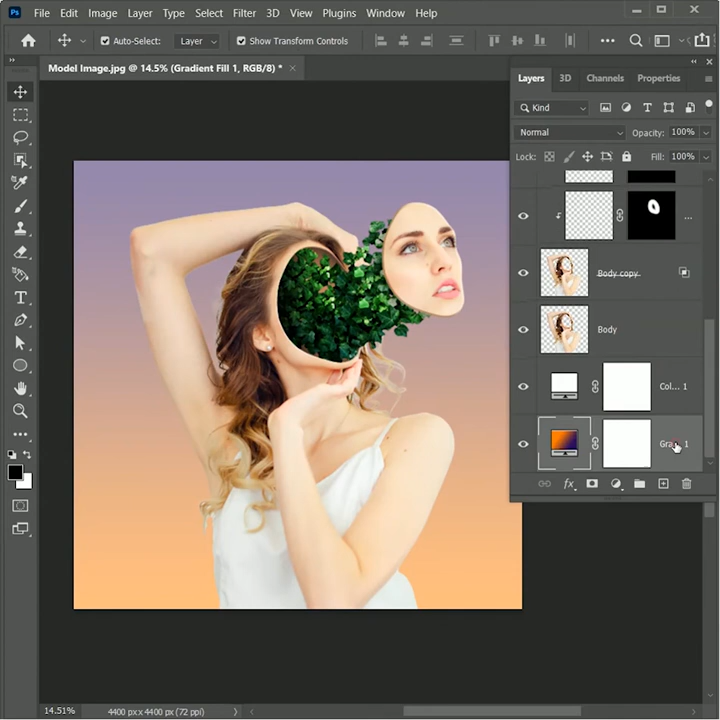 Ps File Edit Image Layer Type Select Filter 3D View Plugins Window Help
Auto-Select: Layer Show Transform Controls
Model Image.jpg @ 14.5% (Gradient Fill 1, RGB/8) *
Layers 3D Channels Properties
Kind
Normal Opacity: 100%
Lock: Fill: 100%
Body copy
Body
Col... 1
fx
14.51% 4400 px x 4400 px (72 ppi)